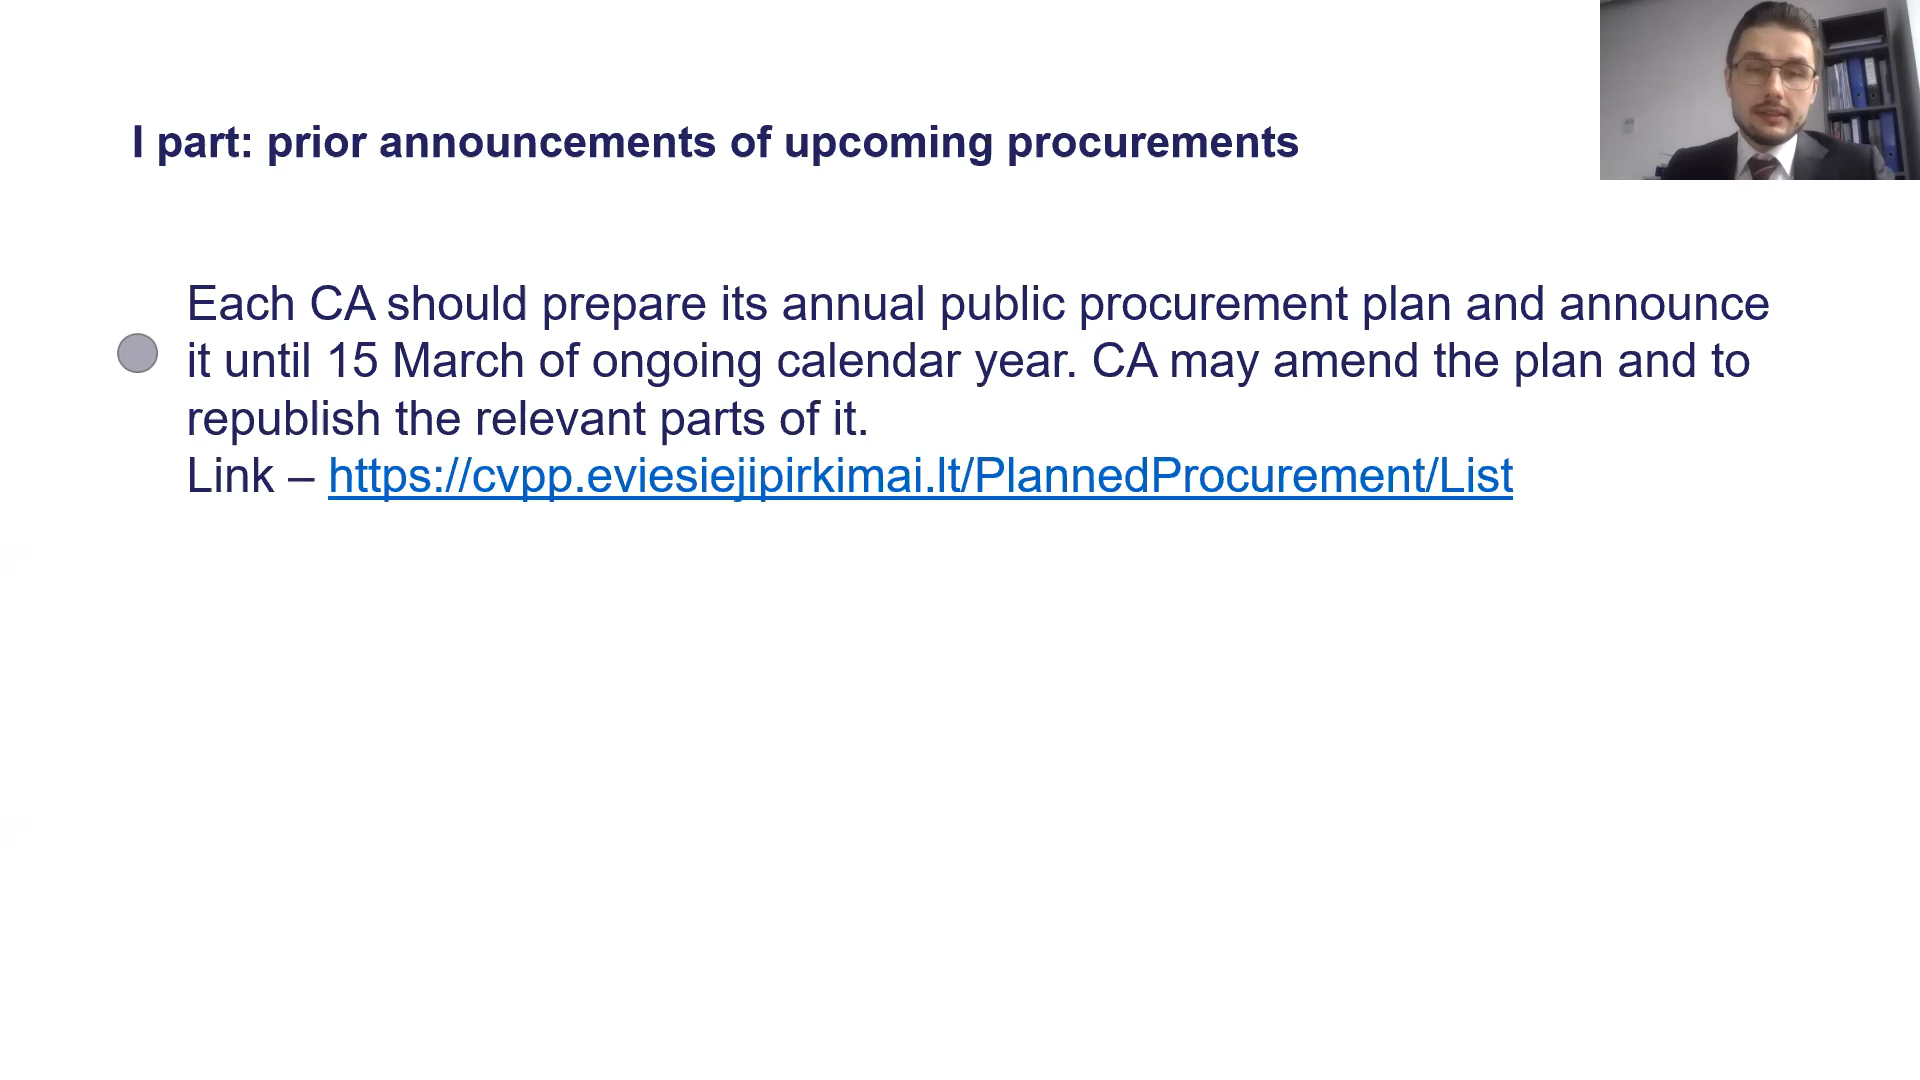 I part: prior announcements of upcoming procurements
Each CA should prepare its annual public procurement plan and announce
it until 15 March of ongoing calendar year. CA may amend the plan and to
republish the relevant parts of it.
Link – https://cvpp.eviesiejipirkimai.lt/PlannedProcurement/List